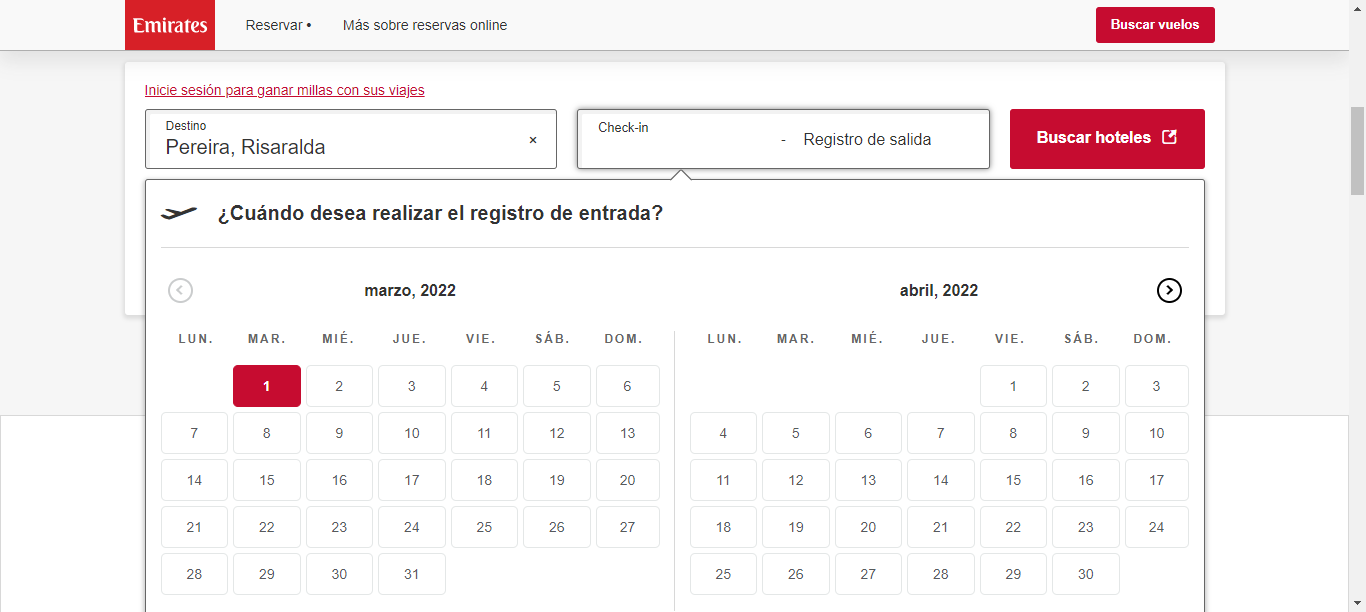 Emirates Reservar • Más sobre reservas online Buscar vuelos
Inicie sesión para ganar millas con sus viajes
Destino
Pereira, Risaralda ×
Check-in
- Registro de salida
Buscar hoteles
¿Cuándo desea realizar el registro de entrada?
marzo, 2022
LUN. MAR. MIÉ. JUE. VIE. SÁB. DOM.
1 2 3 4 5 6
7 8 9 10 11 12 13
14 15 16 17 18 19 20
21 22 23 24 25 26 27
28 29 30 31
abril, 2022
LUN. MAR. MIÉ. JUE. VIE. SÁB. DOM.
1 2 3
4 5 6 7 8 9 10
11 12 13 14 15 16 17
18 19 20 21 22 23 24
25 26 27 28 29 30